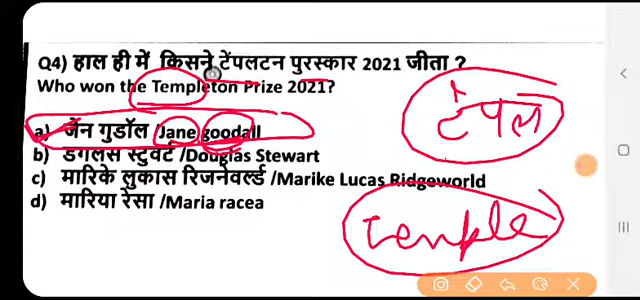 Q4) हाल ही में किसने टेंपलटन पुरस्कार 2021 जीता ?
Who won the Templeton Prize 2021?
a) जेन गुडॉल Jane goodall
b) डगलस स्टुवर्ट /Douglas Stewart
c) मारिके लुकास रिजनेवर्ल्ड /Marike Lucas Ridgeworld
d) मारिया रेसा /Maria racea
टेंपल
Temple